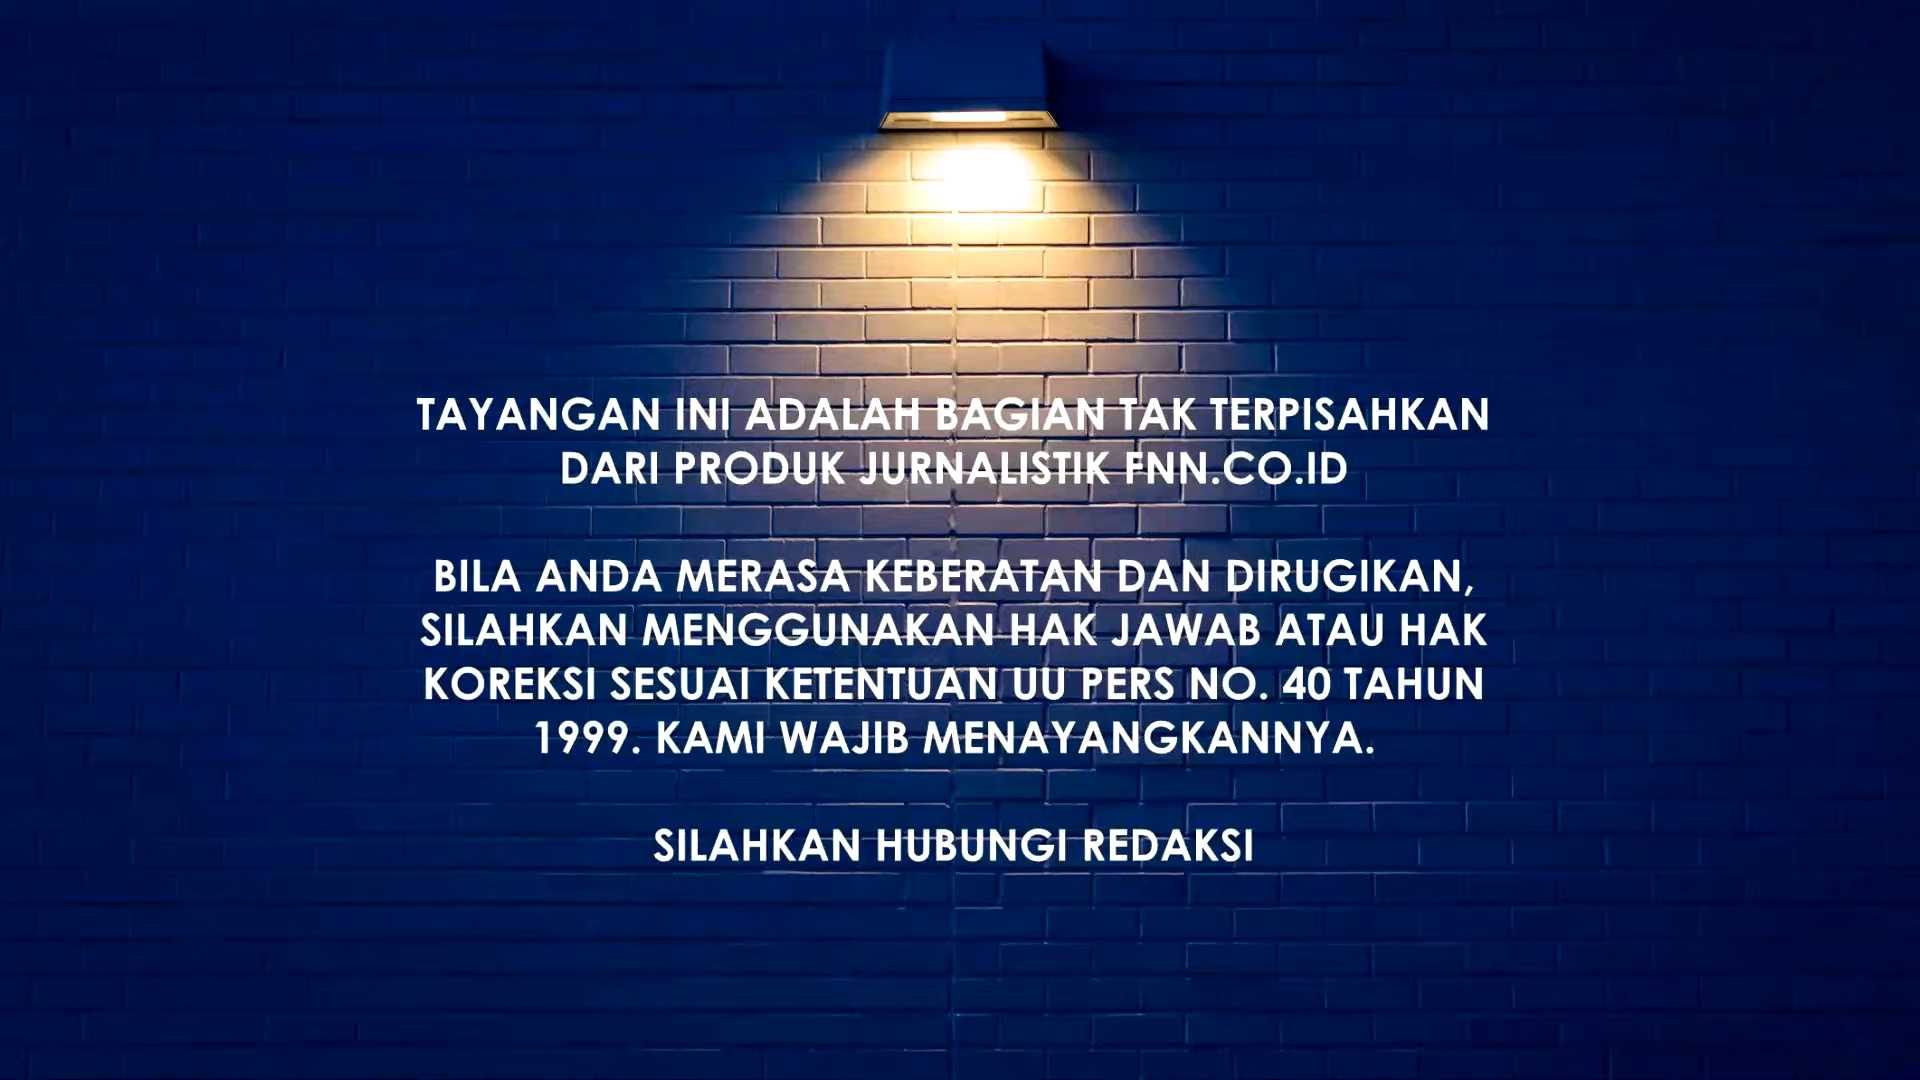 TAYANGAN INI ADALAH BAGIAN TAK TERPISAHKAN
DARI PRODUK JURNALISTIK FNN.CO.ID
BILA ANDA MERASA KEBERATAN DAN DIRUGIKAN,
SILAHKAN MENGGUNAKAN HAK JAWAB ATAU HAK
KOREKSI SESUAI KETENTUAN UU PERS NO. 40 TAHUN
1999. KAMI WAJIB MENAYANGKANNYA.
SILAHKAN HUBUNGI REDAKSI